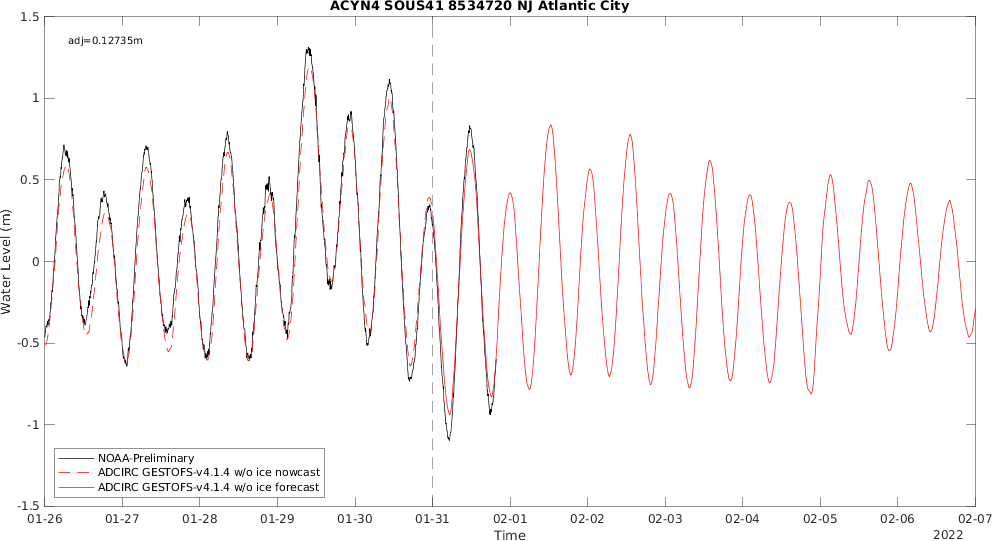 ACYN4 SOUS41 8534720 NJ Atlantic City
adj=0.12735m
1.5
1
0.5
0
-0.5
-1
-1.5
Water Level (m)
NOAA-Preliminary
ADCIRC GESTOFS-v4.1.4 w/o ice nowcast
ADCIRC GESTOFS-v4.1.4 w/o ice forecast
01-26 01-27 01-28 01-29 01-30 01-31 02-01 02-02 02-03 02-04 02-05 02-06 02-07
Time
2022